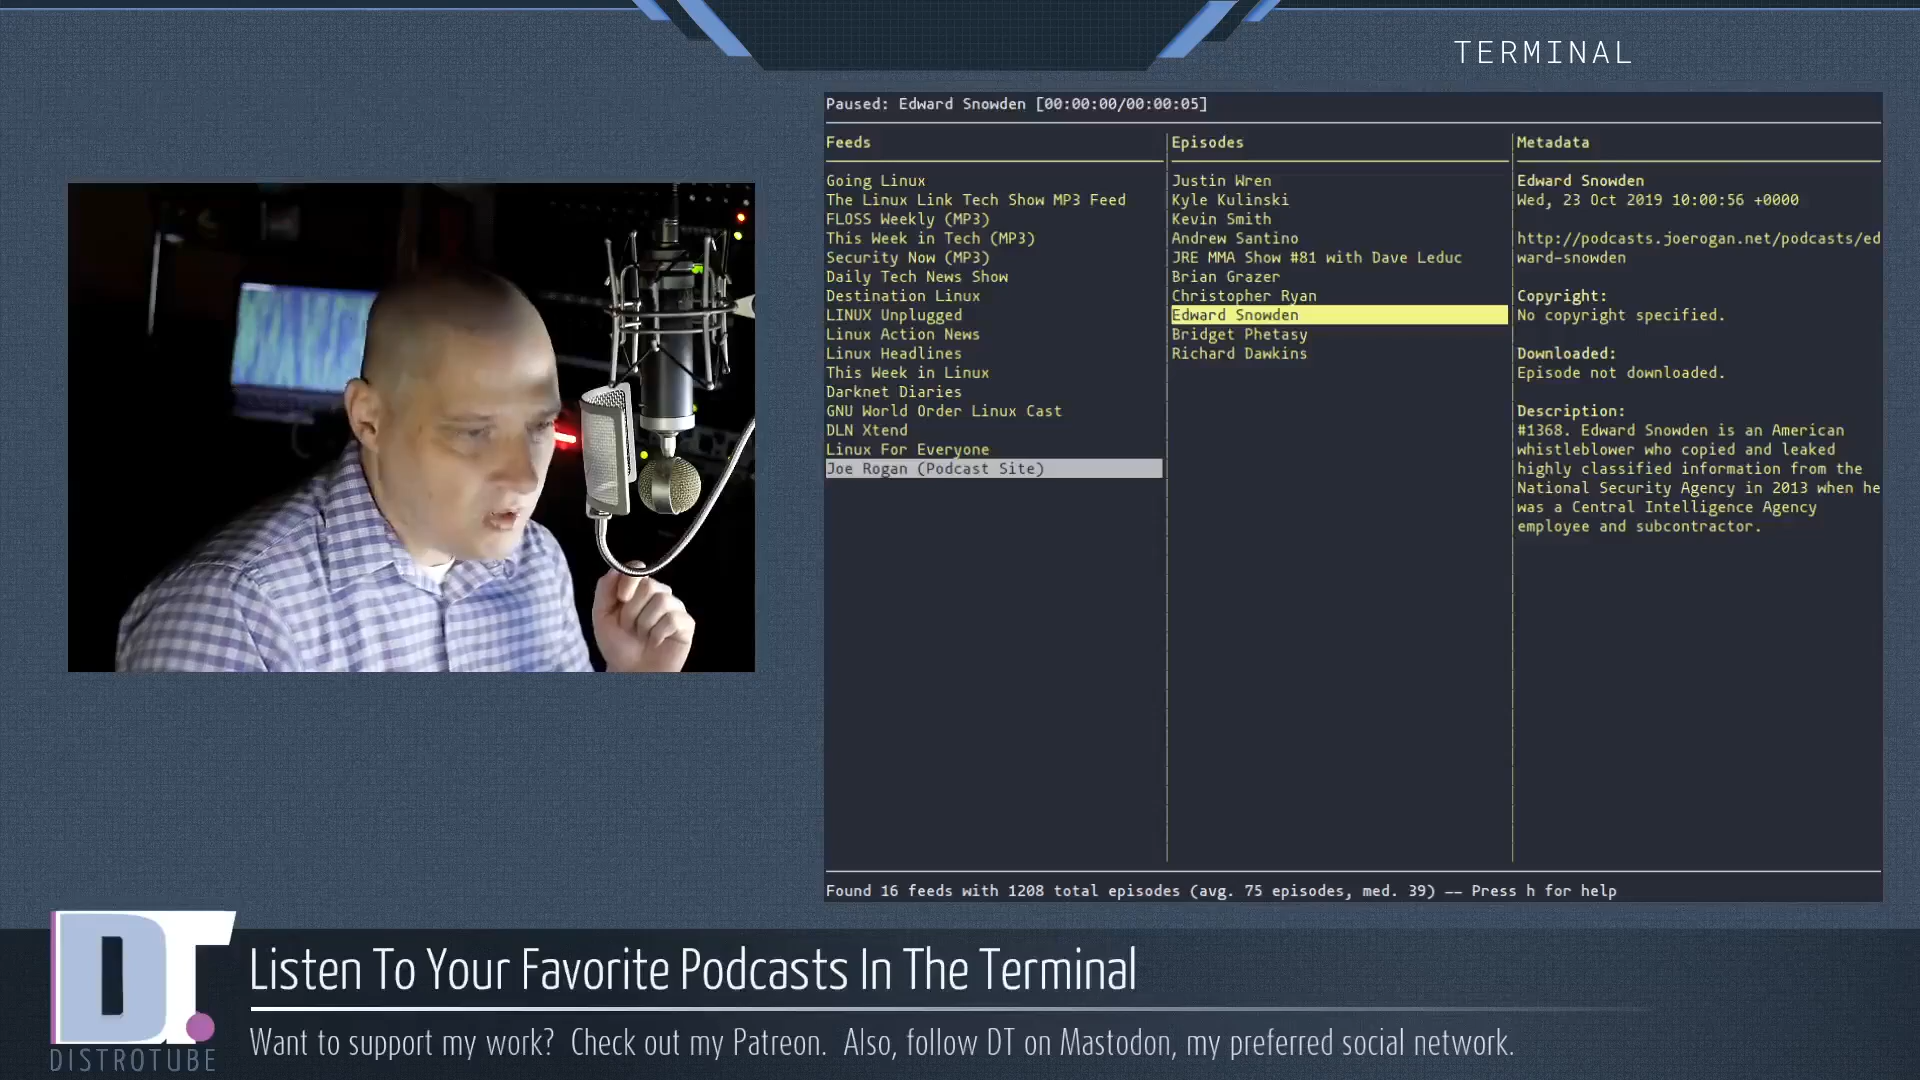 TERMINAL
Paused: Edward Snowden [00:00:00/00:00:05]
Feeds
Going Linux
The Linux Link Tech Show MP3 Feed
FLOSS Weekly (MP3)
This Week in Tech (MP3)
Security Now (MP3)
Daily Tech News Show
Destination Linux
LINUX Unplugged
Linux Action News
Linux Headlines
This Week in Linux
Darknet Diaries
GNU World Order Linux Cast
DLN Xtend
Linux For Everyone
Joe Rogan (Podcast Site)
Episodes
Justin Wren
Kyle Kulinski
Kevin Smith
Andrew Santino
JRE MMA Show #81 with Dave Leduc
Brian Grazer
Christopher Ryan
Edward Snowden
Bridget Phetasy
Richard Dawkins
Metadata
Edward Snowden
Wed, 23 Oct 2019 10:00:56 +0000
http://podcasts.joerogan.net/podcasts/ed
ward-snowden
Copyright:
No copyright specified.
Downloaded:
Episode not downloaded.
Description:
#1368. Edward Snowden is an American
whistleblower who copied and leaked
highly classified information from the
National Security Agency in 2013 when he
was a Central Intelligence Agency
employee and subcontractor.
Found 16 feeds with 1208 total episodes (avg. 75 episodes, med. 39) -- Press h for help
DT
DISTROTUBE
Listen To Your Favorite Podcasts In The Terminal
Want to support my work? Check out my Patreon. Also, follow DT on Mastodon, my preferred social network.